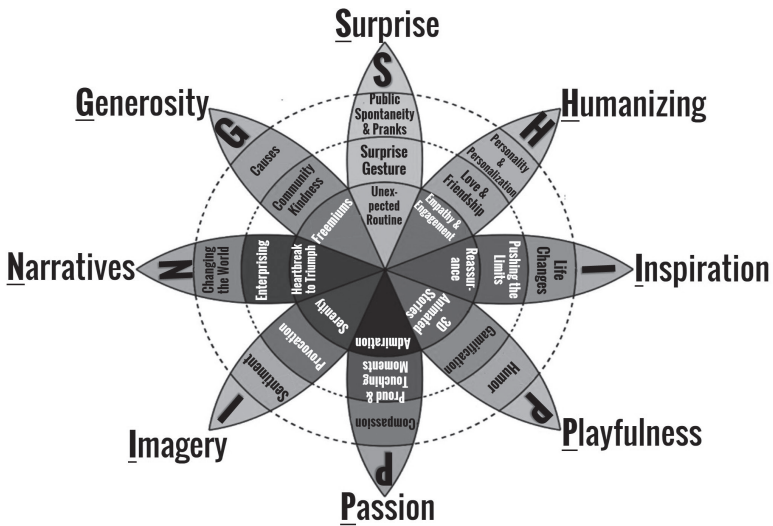 Surprise
S
Public
Spontaneity
& Pranks
Surprise
Gesture
Unex-
pected
Routine
Humanizing
H
Personality
&
Personalization
Love &
Friendship
Empathy &
Engagement
Inspiration
I
Life
Changes
Pushing the
Limits
Reassur-
ance
Playfulness
P
Humor
Gamification
3D
Animated
Stories
Passion
P
Compassion
Proud &
Touching
Moments
Admiration
Imagery
I
Sentiment
Provocation
Serenity
Narratives
N
Changing
the World
Enterprising
Heartbreak
to Triumph
Generosity
G
Causes
Community
Kindness
Freemiums